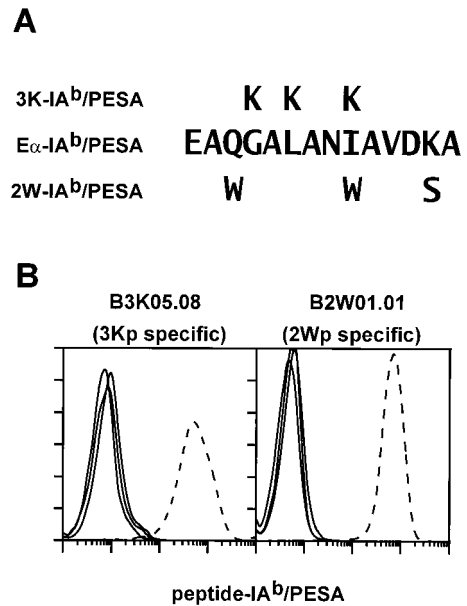 A
K K K
3K-IAb/PESA
Eα-IAb/PESA EAQGALANIAVDKA
2W-IAb/PESA W W S
B
B3K05.08 B2W01.01
(3Kp specific) (2Wp specific)
peptide-IAb/PESA